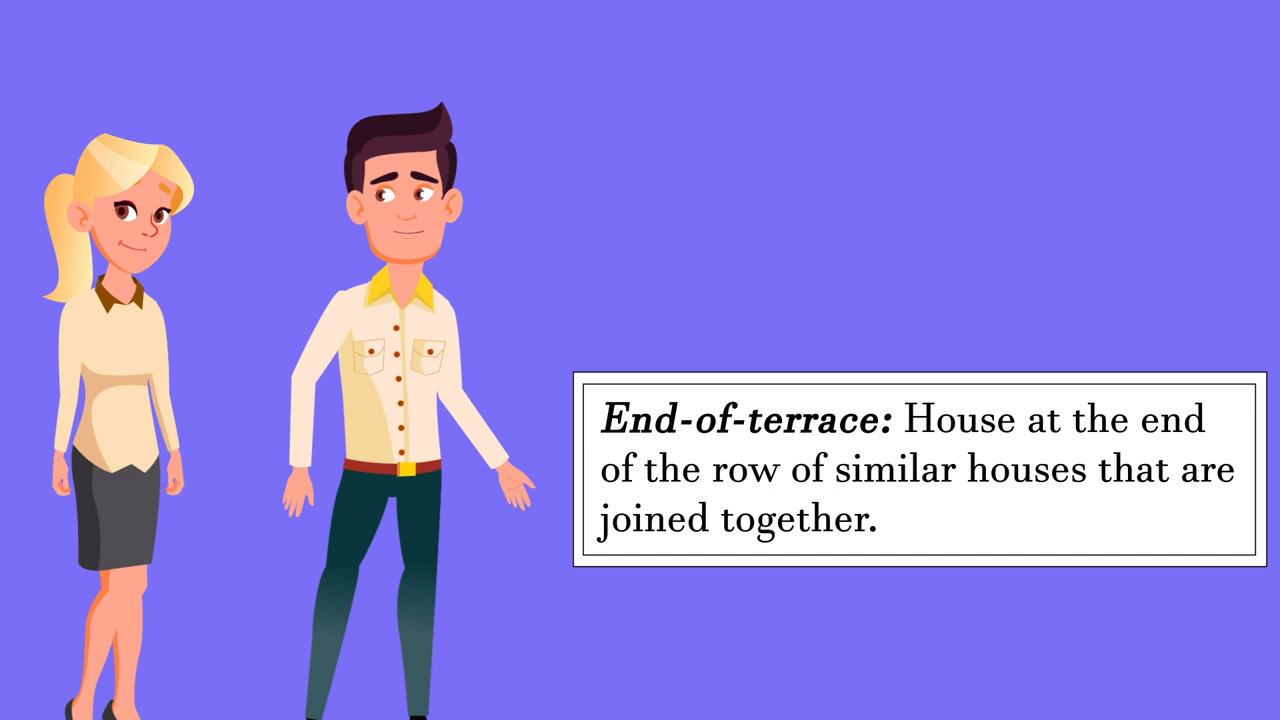 End-of-terrace: House at the end
of the row of similar houses that are
joined together.